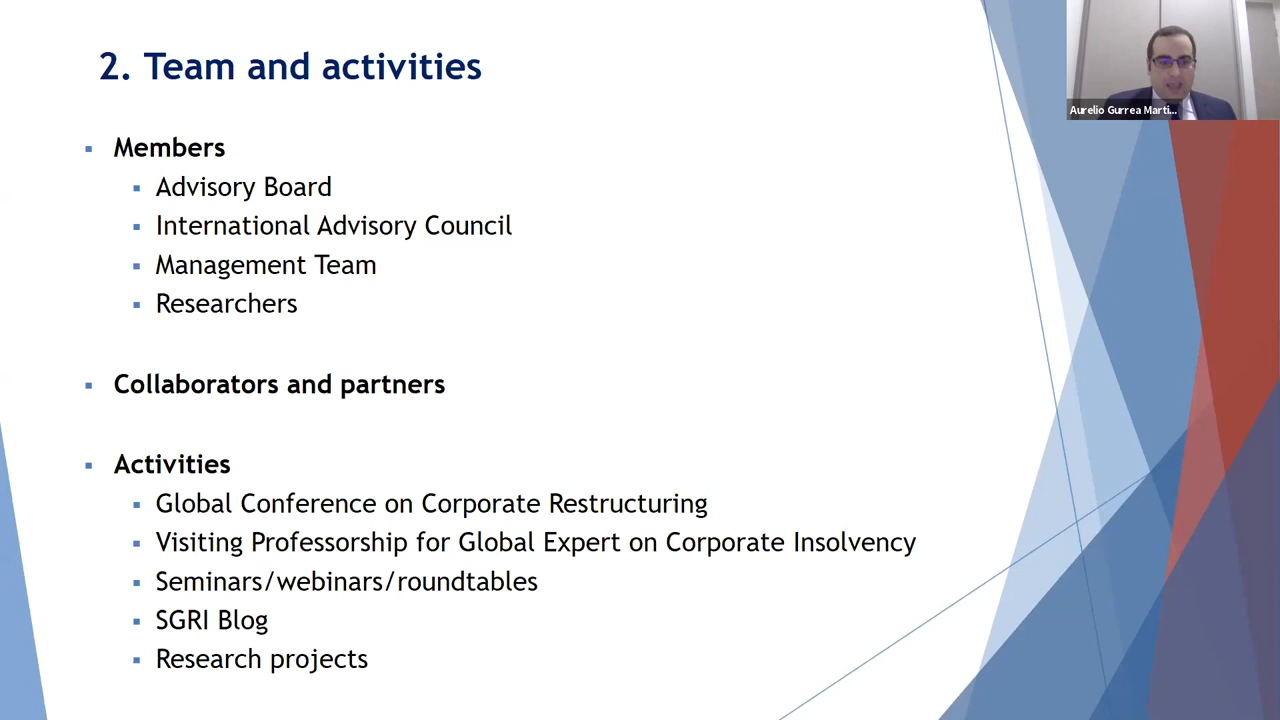 2. Team and activities
Aurelio Gurrea Marti...
Members
Advisory Board
International Advisory Council
Management Team
Researchers
Collaborators and partners
Activities
Global Conference on Corporate Restructuring
Visiting Professorship for Global Expert on Corporate Insolvency
Seminars/webinars/roundtables
SGRI Blog
Research projects